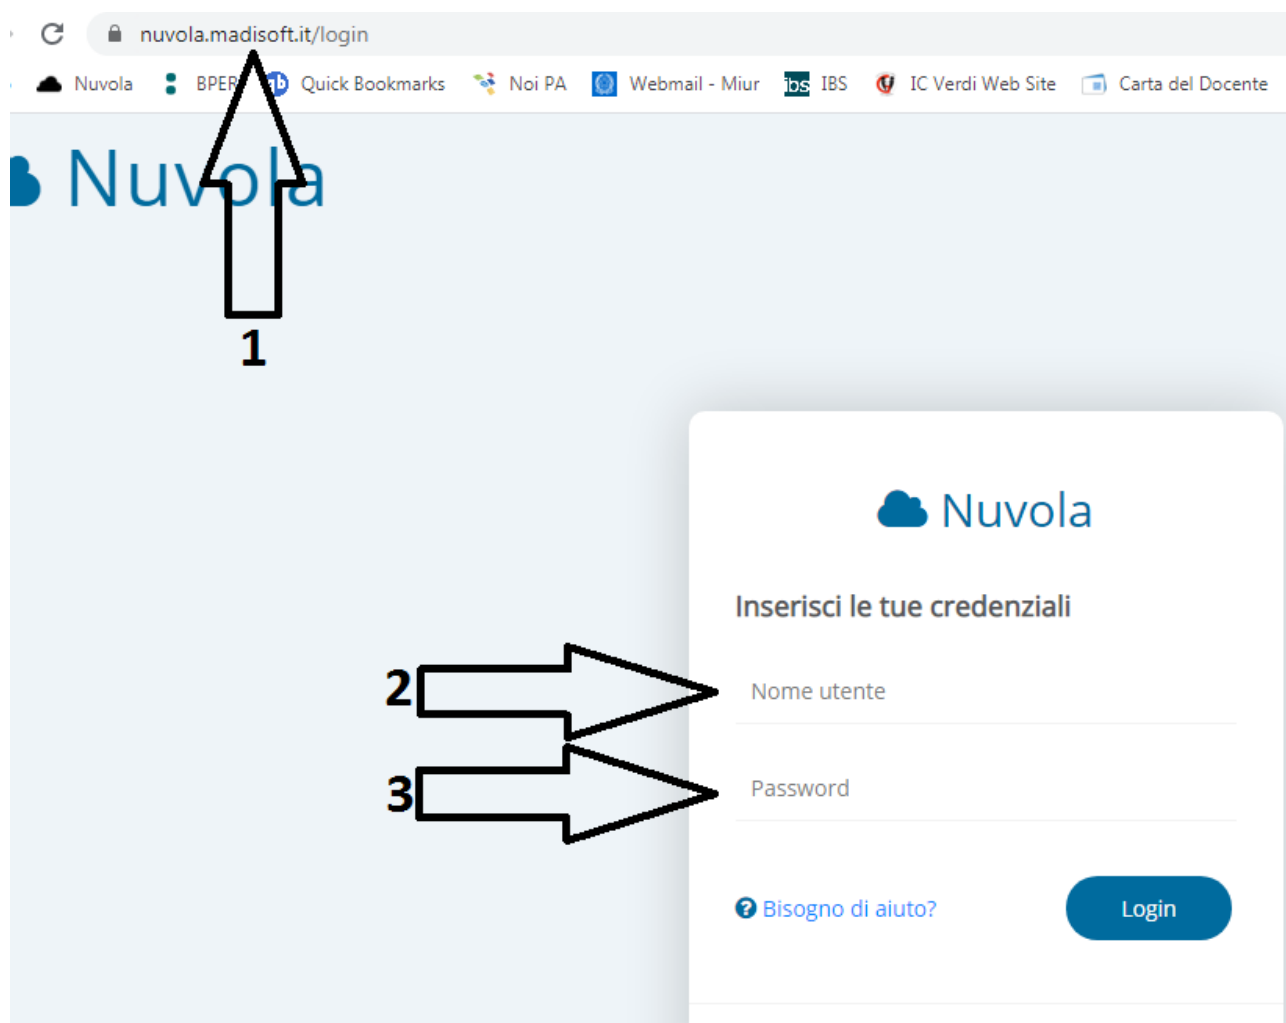 nuvola.madisoft.it/login
Nuvola BPER Quick Bookmarks Noi PA Webmail - Miur ibs IBS IC Verdi Web Site Carta del Docente
Nuvola
1
Nuvola
Inserisci le tue credenziali
2 Nome utente
3 Password
? Bisogno di aiuto? Login